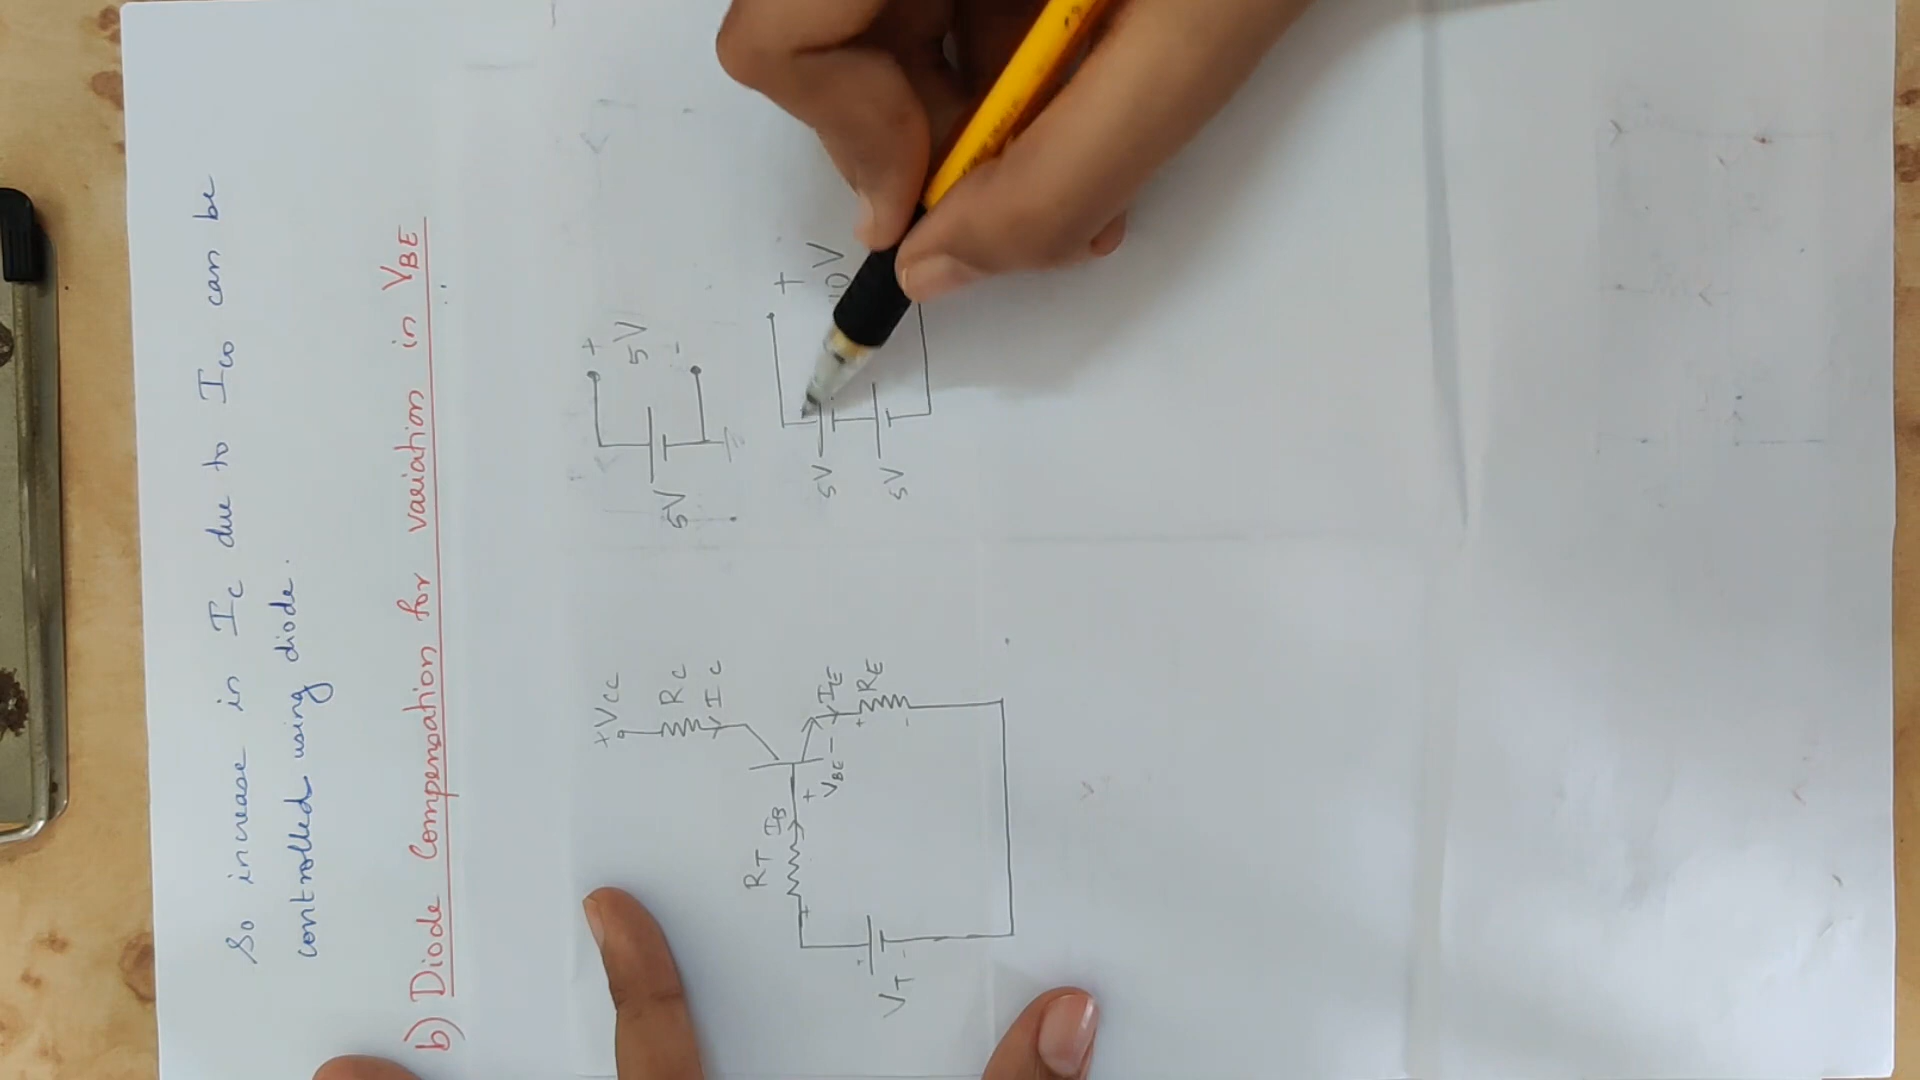 So increase in IC due to ICO can be
controlled using diode.
b) Diode Compensation for variation in VBE
+VCC
RC
IC
RT
IB
+
VBE -
IE
+
RE
-
+
VT
-
+
5V
5V
-
+
5V
10V
5V